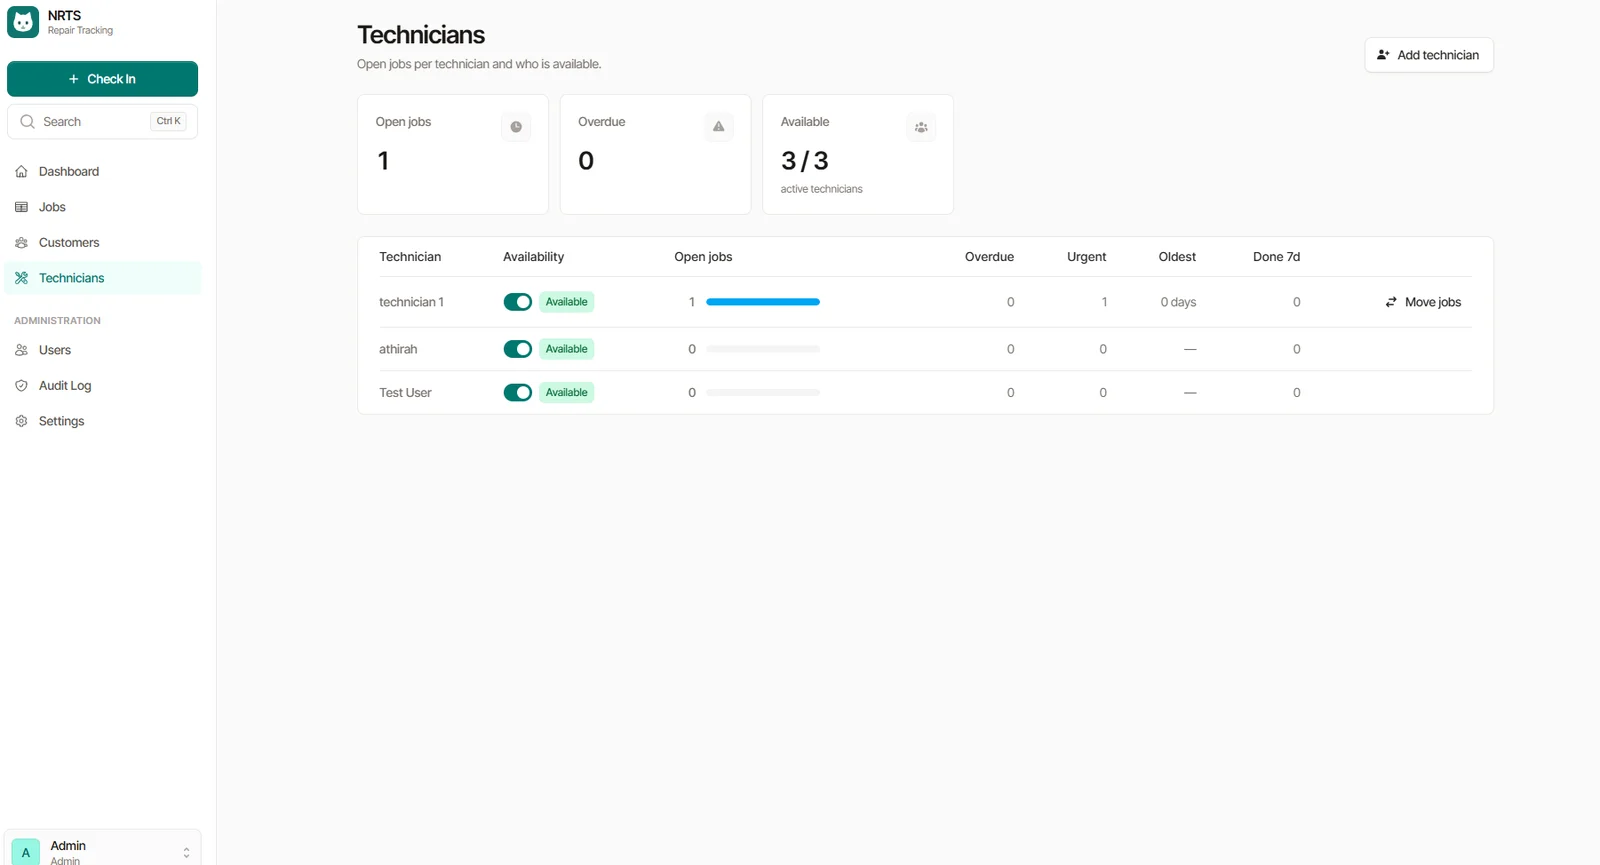 NRTS
Repair Tracking
+ Check In
Search Ctrl K
Dashboard
Jobs
Customers
Technicians
ADMINISTRATION
Users
Audit Log
Settings
A
Admin
Admin
Technicians
Open jobs per technician and who is available.
Add technician
Open jobs
1
Overdue
0
Available
3 / 3
active technicians
Technician Availability Open jobs Overdue Urgent Oldest Done 7d
technician 1 Available 1 0 1 0 days 0 Move jobs
athirah Available 0 0 0 — 0
Test User Available 0 0 0 — 0